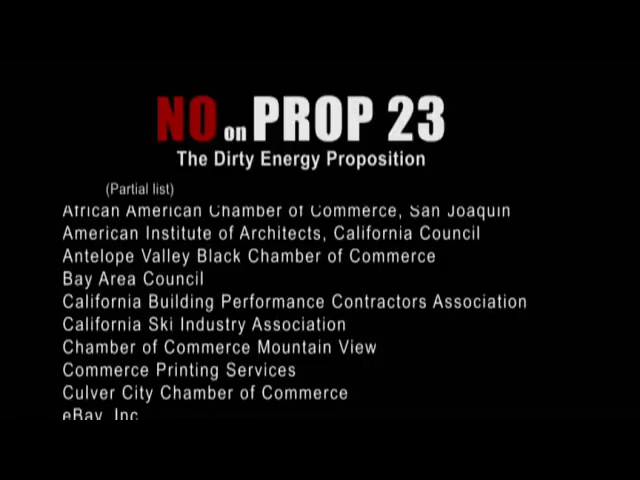 NO on PROP 23
The Dirty Energy Proposition
(Partial list)
African American Chamber of Commerce, San Joaquin
American Institute of Architects, California Council
Antelope Valley Black Chamber of Commerce
Bay Area Council
California Building Performance Contractors Association
California Ski Industry Association
Chamber of Commerce Mountain View
Commerce Printing Services
Culver City Chamber of Commerce
eBay, Inc